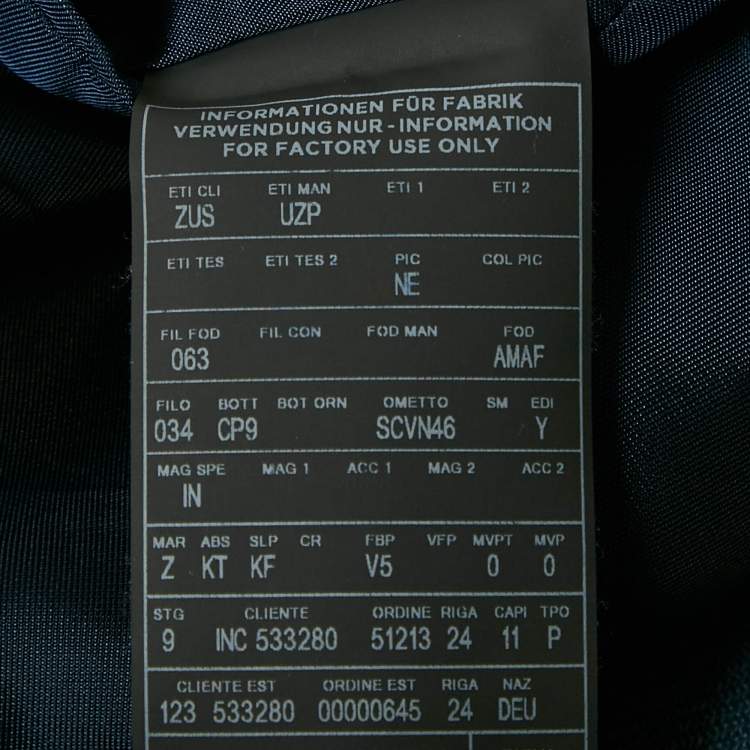 INFORMATIONEN FÜR FABRIK
VERWENDUNG NUR - INFORMATION
FOR FACTORY USE ONLY
ETI CLI ETI MAN ETI 1 ETI 2
ZUS UZP
ETI TES ETI TES 2 PIC COL PIC
NE
FIL FOD FIL CON FOD MAN FOD
063 AMAF
FILO BOTT BOT ORN OMETTO SM EDI
034 CP9 SCVN46 Y
MAG SPE MAG 1 ACC 1 MAG 2 ACC 2
IN
MAR ABS SLP CR FBP VFP MVPT MVP
Z KT KF V5 0 0
STG CLIENTE ORDINE RIGA CAPI TPO
9 INC 533280 51213 24 11 P
CLIENTE EST ORDINE EST RIGA NAZ
123 533280 00000645 24 DEU